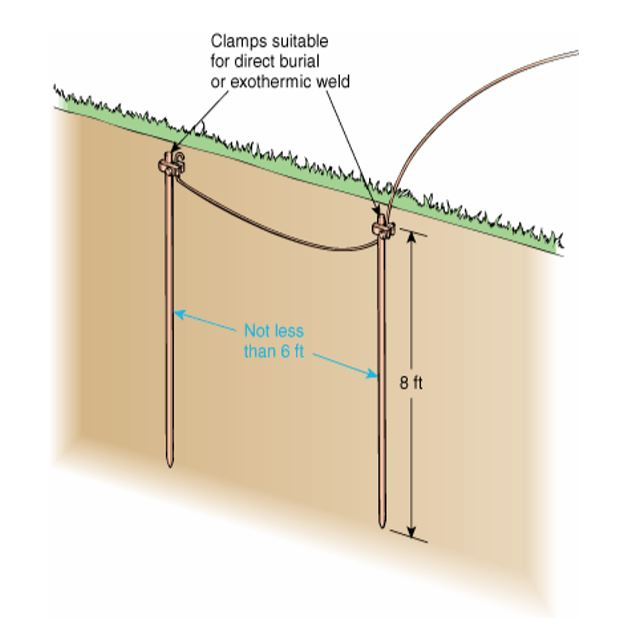 Clamps suitable
for direct burial
or exothermic weld
Not less
than 6 ft
8 ft